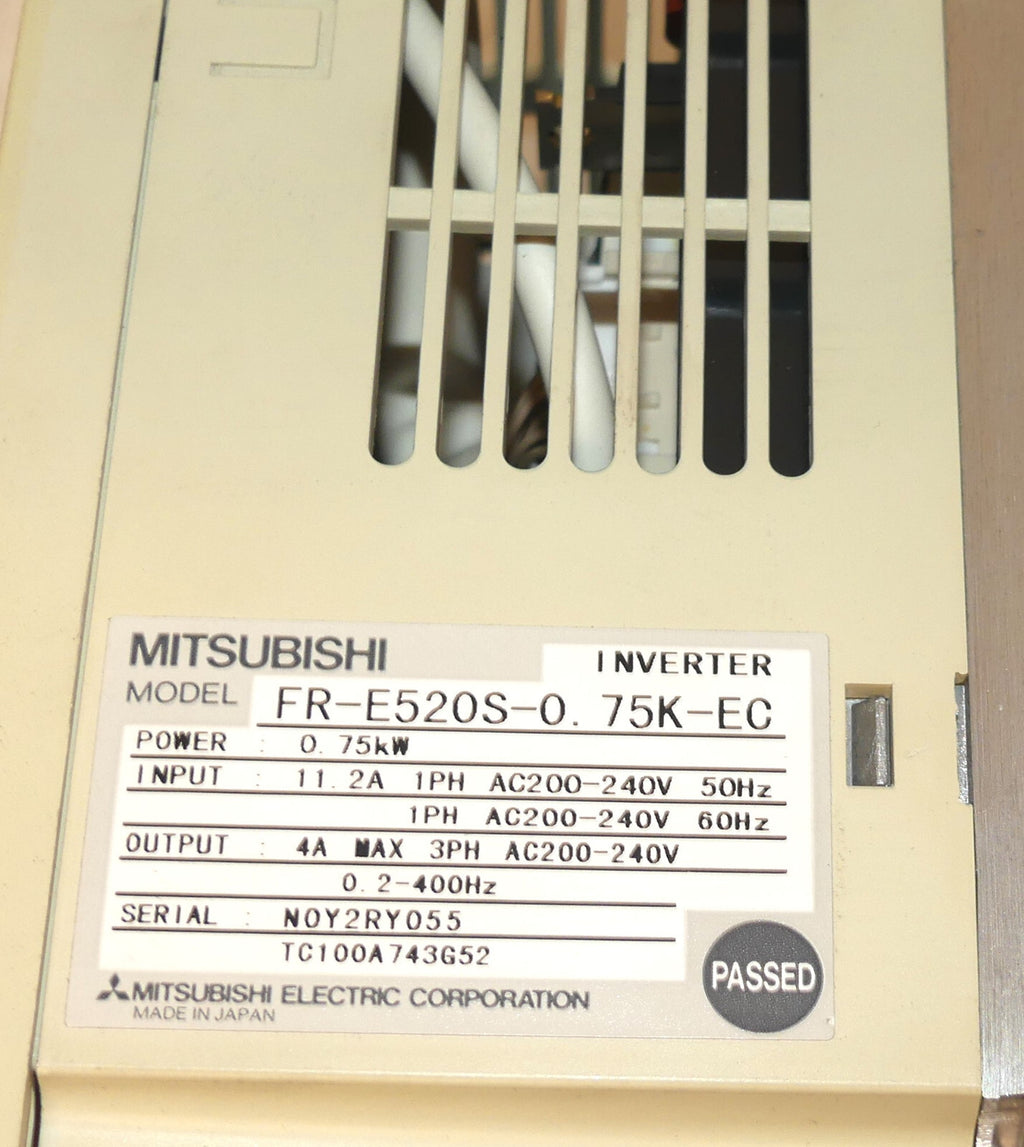 MITSUBISHI
INVERTER
MODEL FR-E520S-0.75K-EC
POWER : 0.75kW
INPUT : 11.2A 1PH AC200-240V 50Hz
1PH AC200-240V 60Hz
OUTPUT : 4A MAX 3PH AC200-240V
0.2-400Hz
SERIAL : N0Y2RY055
TC100A743G52
PASSED
MITSUBISHI ELECTRIC CORPORATION
MADE IN JAPAN